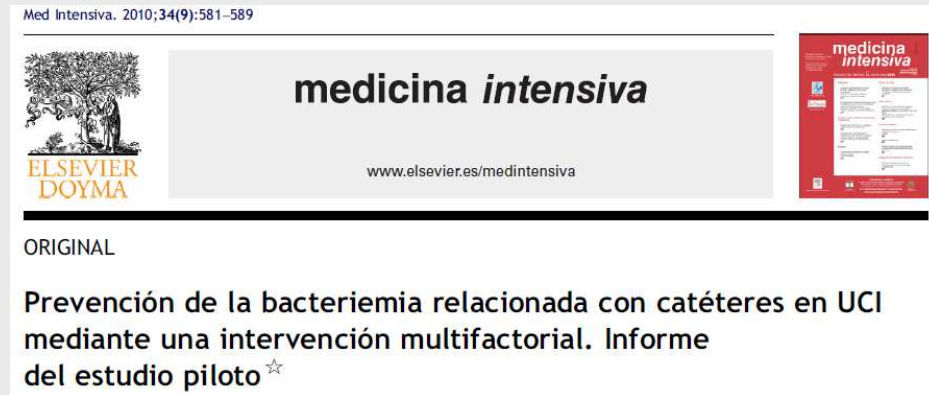 Med Intensiva. 2010;34(9):581–589
medicina intensiva
www.elsevier.es/medintensiva
ELSEVIER
DOYMA
medicina
intensiva
ORIGINAL
Prevención de la bacteriemia relacionada con catéteres en UCI
mediante una intervención multifactorial. Informe
del estudio piloto☆